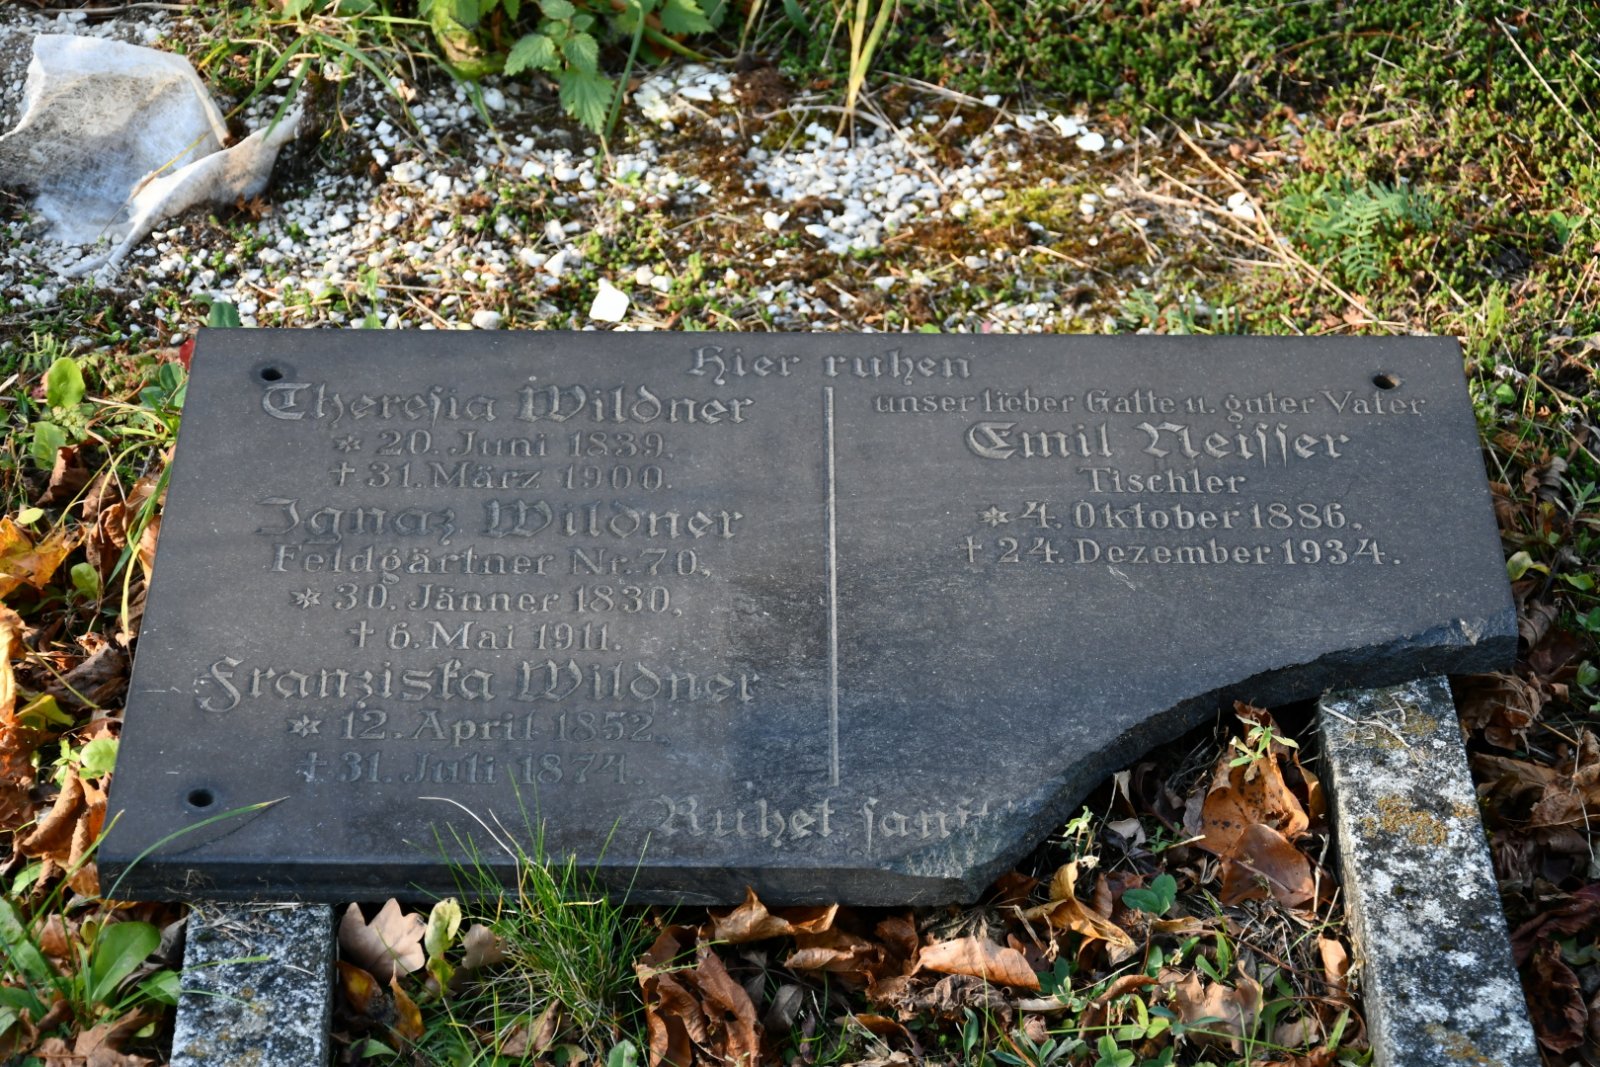 Hier ruhen
Theresia Wildner
* 20. Juni 1839.
† 31. März 1900.
Ignaz Wildner
Feldgärtner Nr. 70,
* 30. Jänner 1830,
† 6. Mai 1911.
Franziska Wildner
* 12. April 1852.
† 31. Juli 1874.
unser lieber Gatte u. guter Vater
Emil Neisser
Tischler
* 4. Oktober 1886,
† 24. Dezember 1934.
Ruhet sanft